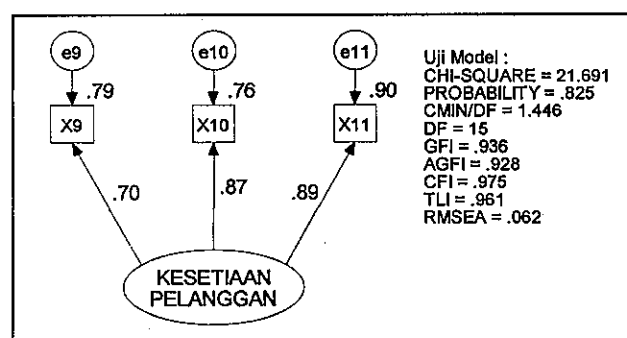 e9 e10 e11
.79 .76 .90
X9 X10 X11
.70 .87 .89
KESETIAAN
PELANGGAN
Uji Model :
CHI-SQUARE = 21.691
PROBABILITY = .825
CMIN/DF = 1.446
DF = 15
GFI = .936
AGFI = .928
CFI = .975
TLI = .961
RMSEA = .062